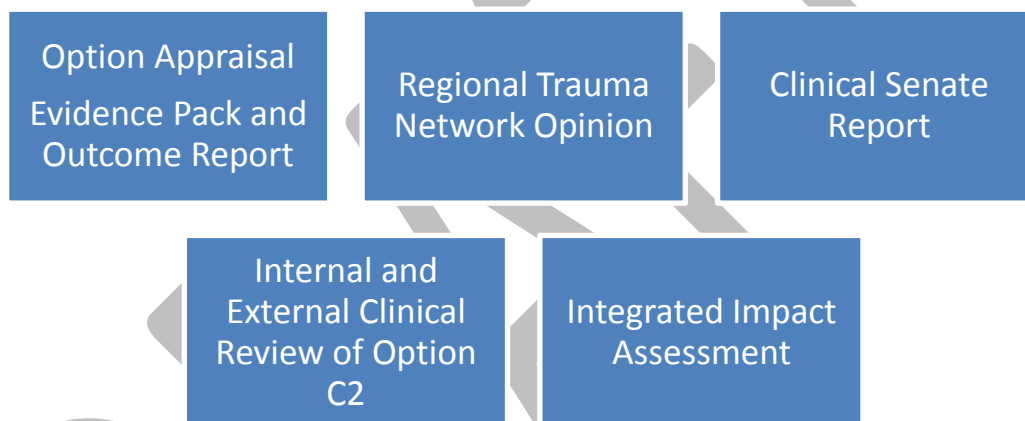 Option Appraisal
Evidence Pack and
Outcome Report
Regional Trauma
Network Opinion
Clinical Senate
Report
Internal and
External Clinical
Review of Option
C2
Integrated Impact
Assessment